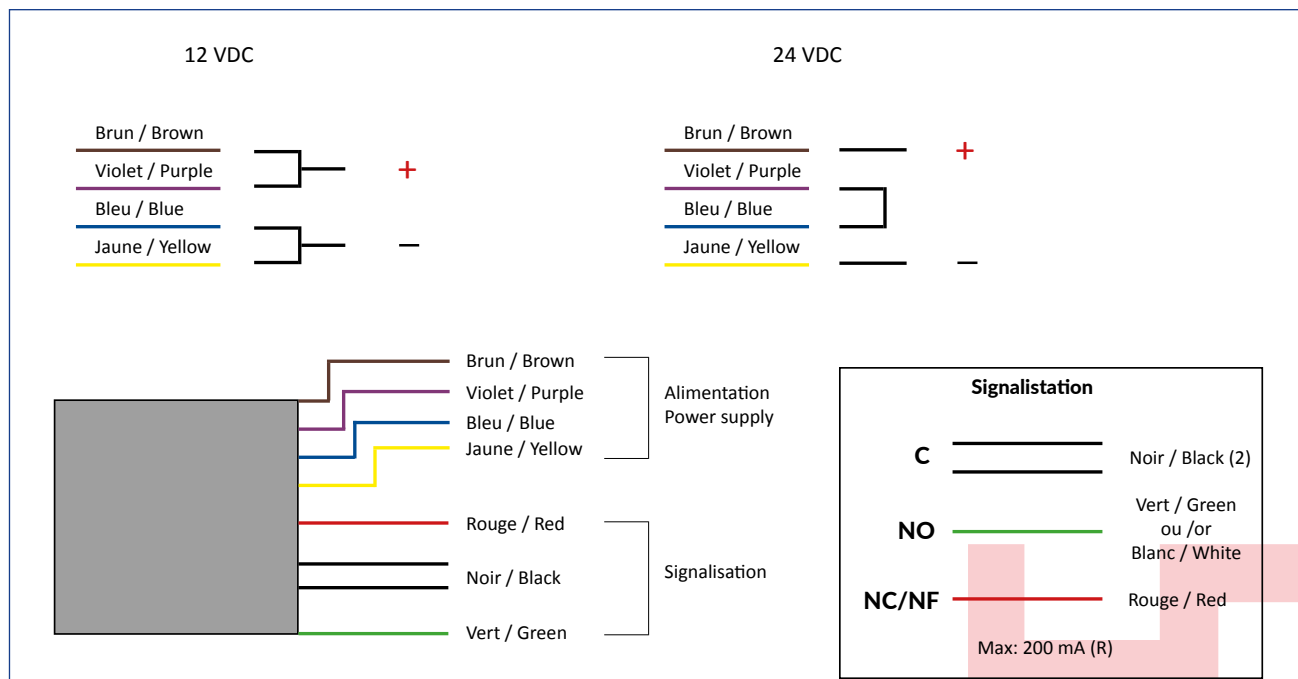 12 VDC
Brun / Brown
Violet / Purple
+
Bleu / Blue
Jaune / Yellow
–
24 VDC
Brun / Brown
+
Violet / Purple
Bleu / Blue
Jaune / Yellow
–
Brun / Brown
Violet / Purple
Bleu / Blue
Jaune / Yellow
Alimentation
Power supply
Rouge / Red
Noir / Black
Vert / Green
Signalisation
Signalistation
C
Noir / Black (2)
NO
Vert / Green
ou /or
Blanc / White
NC/NF
Rouge / Red
Max: 200 mA (R)